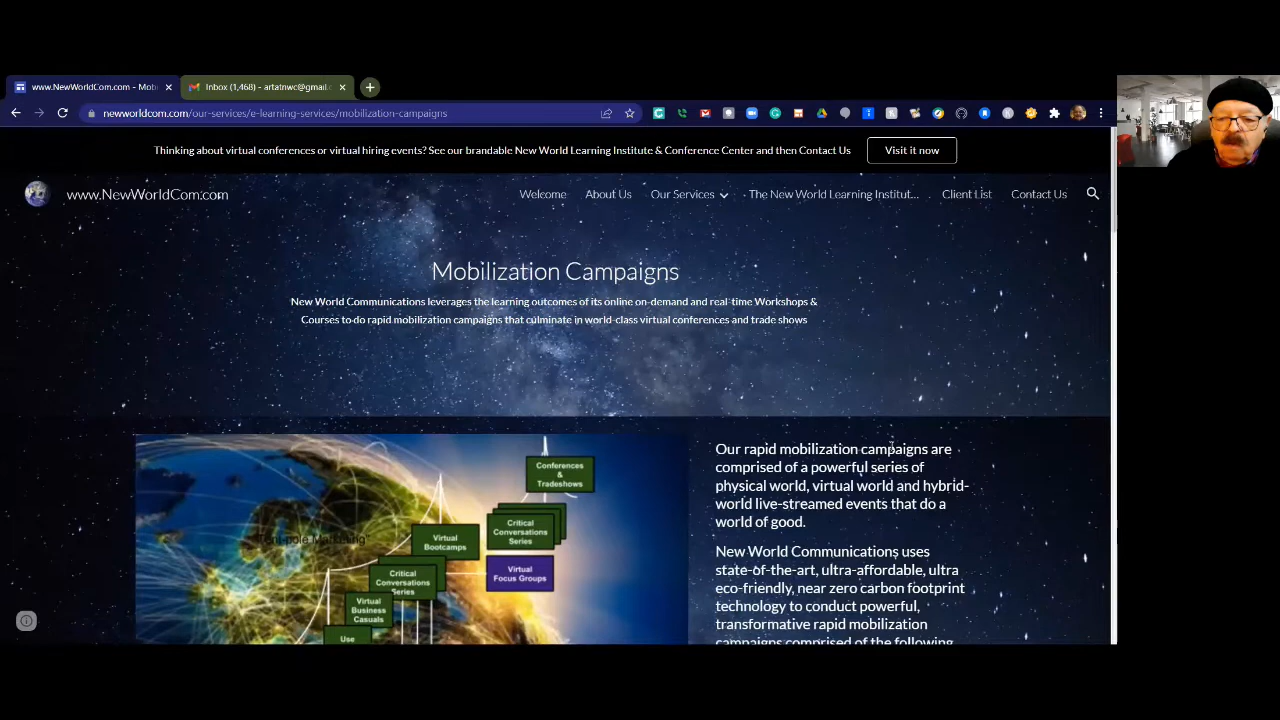 www.NewWorldCom.com - Mob
Inbox (1,468) - artatnwc@gmail.c
newworldcom.com/our-services/e-learning-services/mobilization-campaigns
Thinking about virtual conferences or virtual hiring events? See our brandable New World Learning Institute & Conference Center and then Contact Us
Visit it now
www.NewWorldCom.com
Welcome
About Us
Our Services
The New World Learning Institut...
Client List
Contact Us
Mobilization Campaigns
New World Communications leverages the learning outcomes of its online on-demand and real-time Workshops &
Courses to do rapid mobilization campaigns that culminate in world-class virtual conferences and trade shows
Conferences
&
Tradeshows
Critical
Conversations
Series
Virtual
Bootcamps
Virtual
Focus Groups
Critical
Conversations
Series
Virtual
Business
Casuals
Use
Our rapid mobilization campaigns are
comprised of a powerful series of
physical world, virtual world and hybrid-
world live-streamed events that do a
world of good.
New World Communications uses
state-of-the-art, ultra-affordable, ultra
eco-friendly, near zero carbon footprint
technology to conduct powerful,
transformative rapid mobilization
campaigns comprised of the following